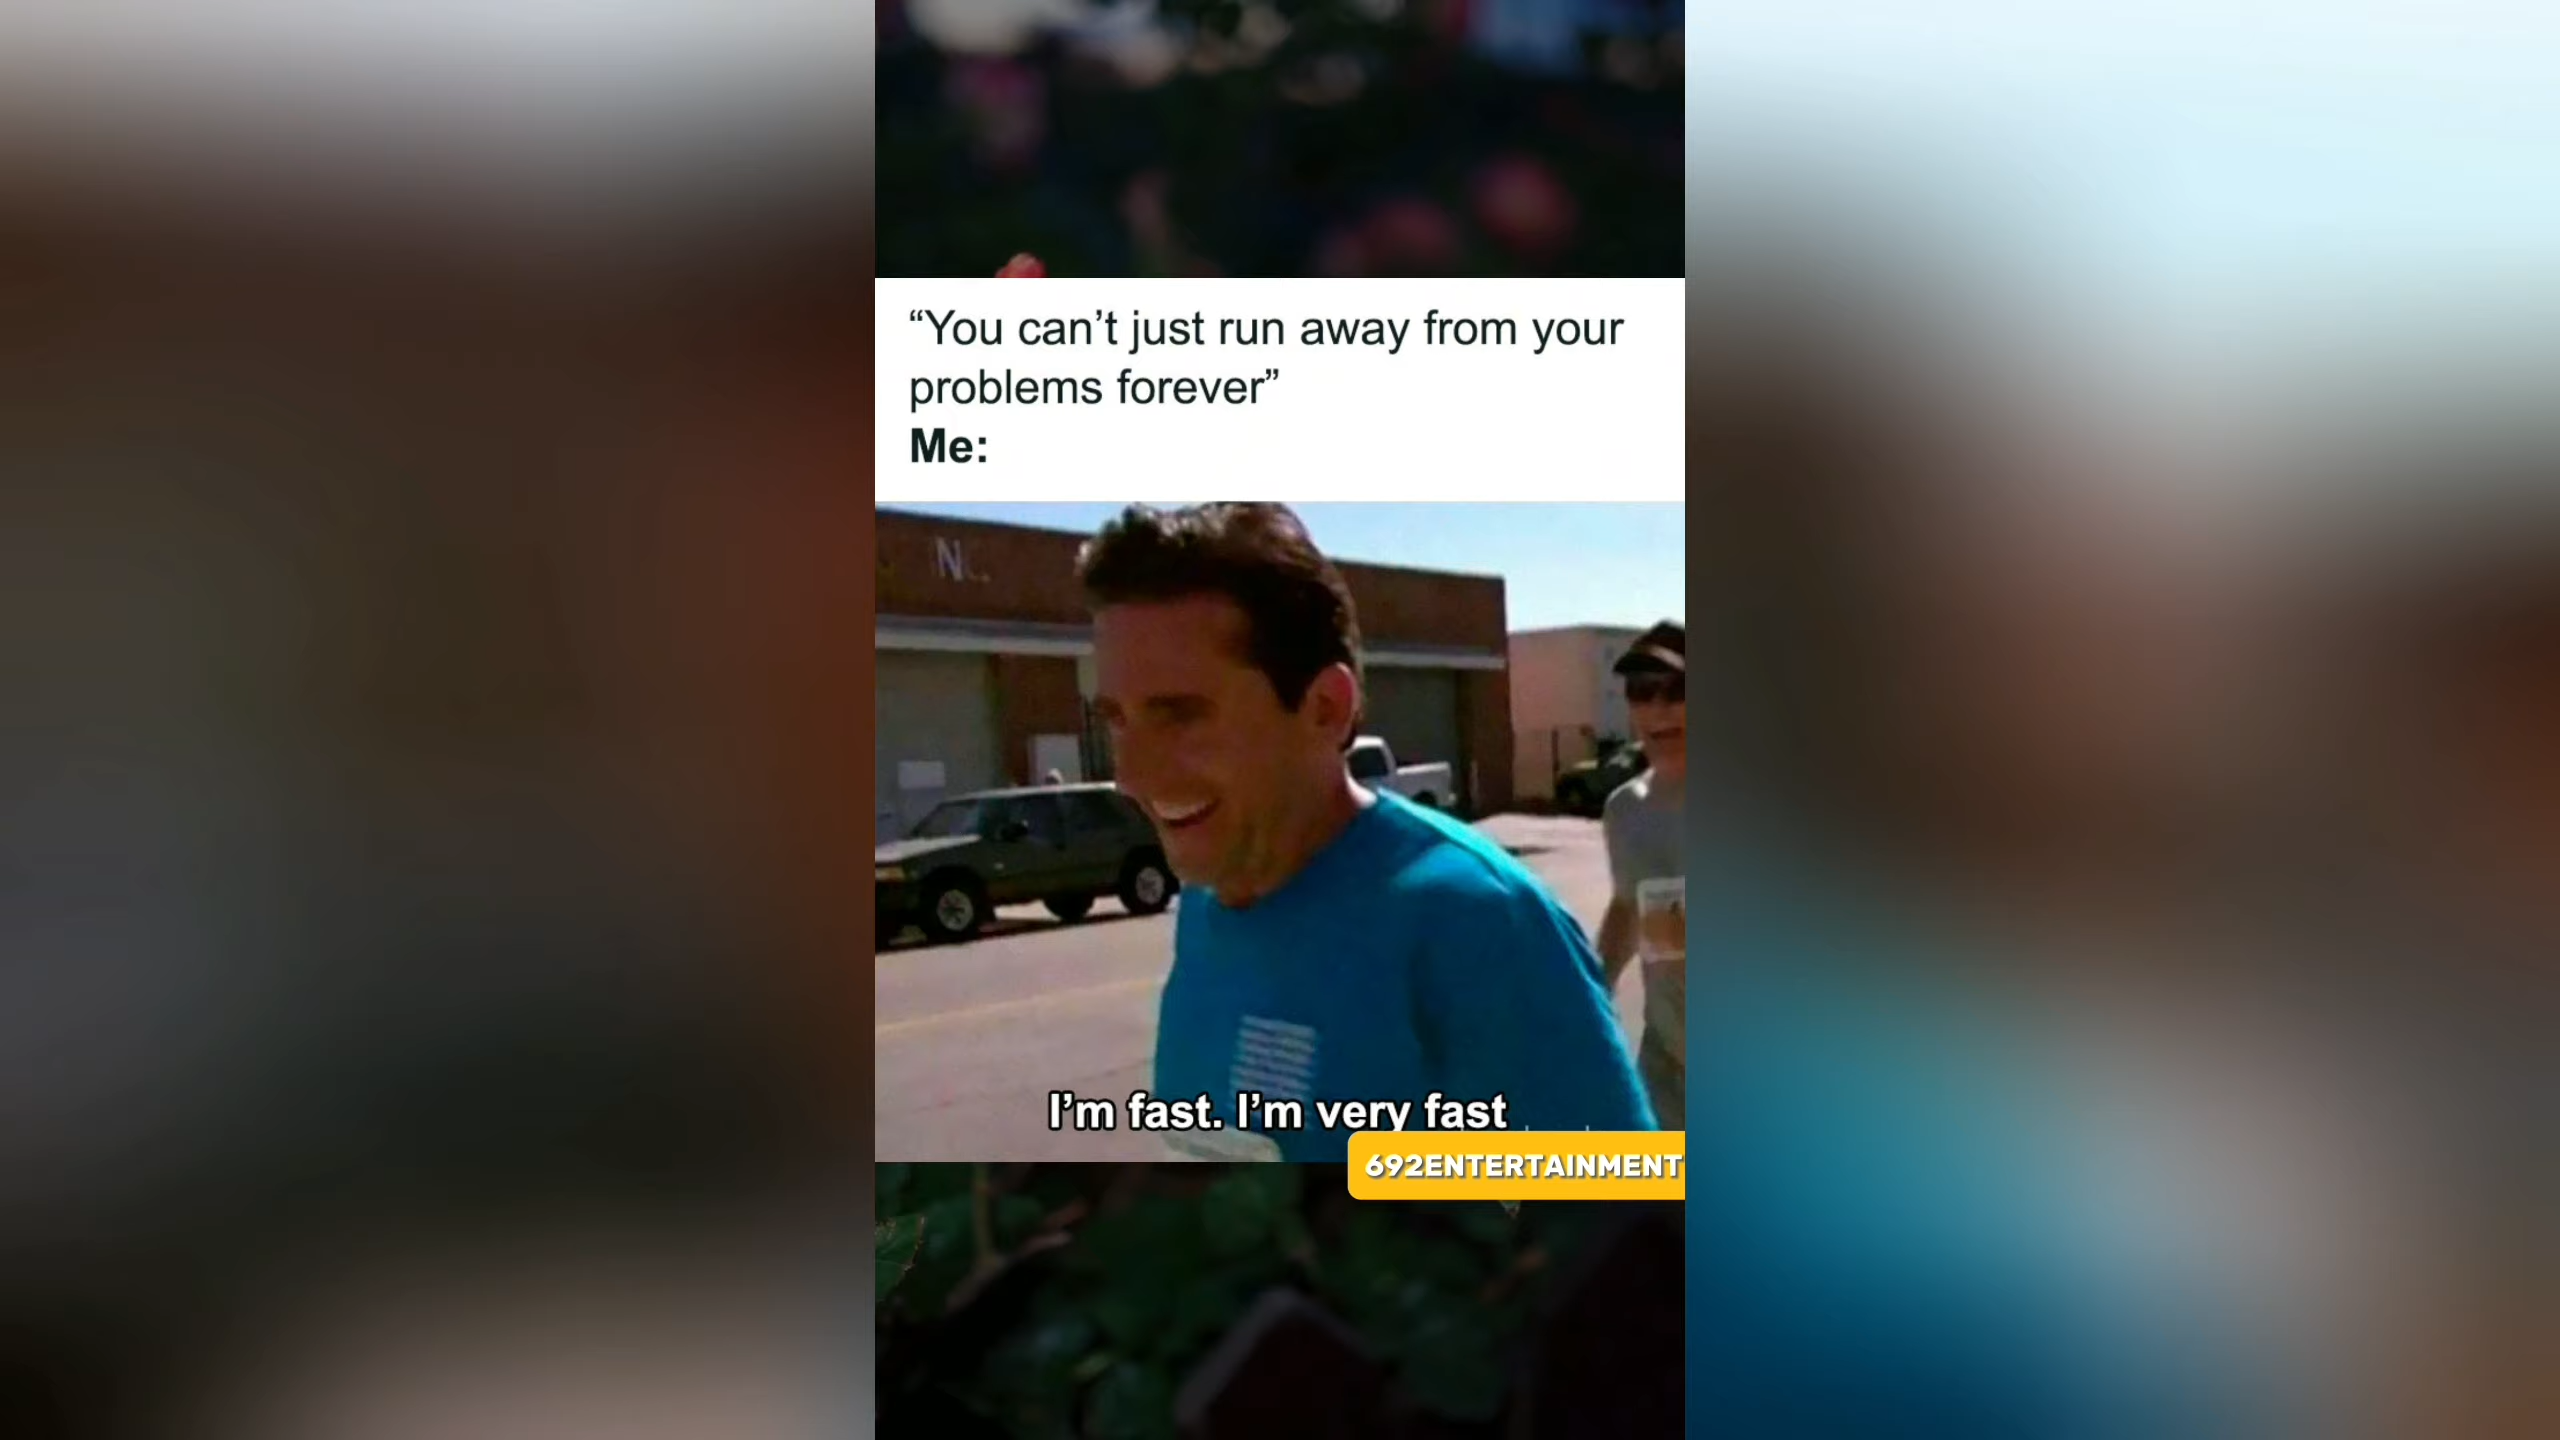 “You can’t just run away from your
problems forever”
Me:
N
I’m fast. I’m very fast
692ENTERTAINMENT